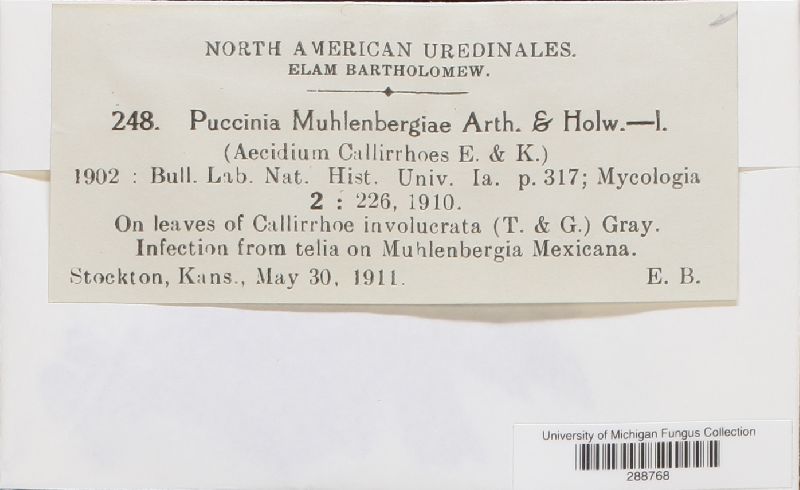 NORTH AMERICAN UREDINALES.
ELAM BARTHOLOMEW.
248. Puccinia Muhlenbergiae Arth. & Holw.—I.
(Aecidium Callirrhoes E. & K.)
1902 : Bull. Lab. Nat. Hist. Univ. Ia. p. 317; Mycologia
2 : 226, 1910.
On leaves of Callirrhoe involucrata (T. & G.) Gray.
Infection from telia on Muhlenbergia Mexicana.
Stockton, Kans., May 30, 1911. E. B.
University of Michigan Fungus Collection
288768